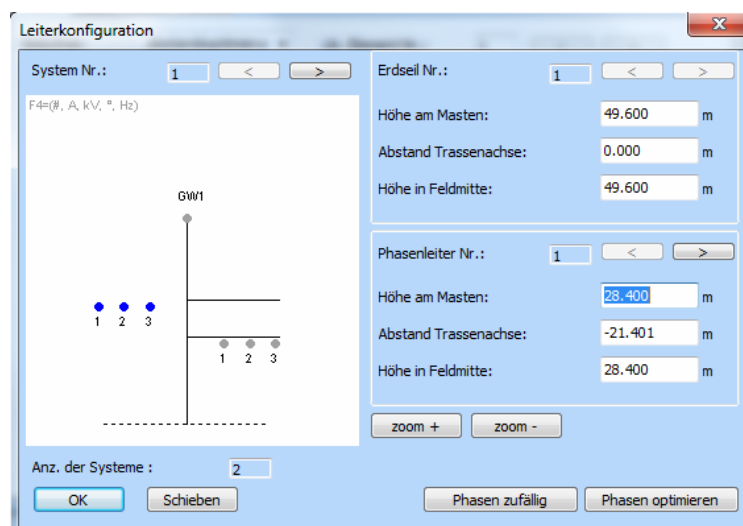 Leiterkonfiguration
x
System Nr.: 1 < >
F4=(#, A, kV, °, Hz)
GW1
1 2 3
1 2 3
Anz. der Systeme : 2
OK Schieben
Erdseil Nr.: 1 < >
Höhe am Masten: 49.600 m
Abstand Trassenachse: 0.000 m
Höhe in Feldmitte: 49.600 m
Phasenleiter Nr.: 1 < >
Höhe am Masten: 28.400 m
Abstand Trassenachse: -21.401 m
Höhe in Feldmitte: 28.400 m
zoom + zoom -
Phasen zufällig Phasen optimieren